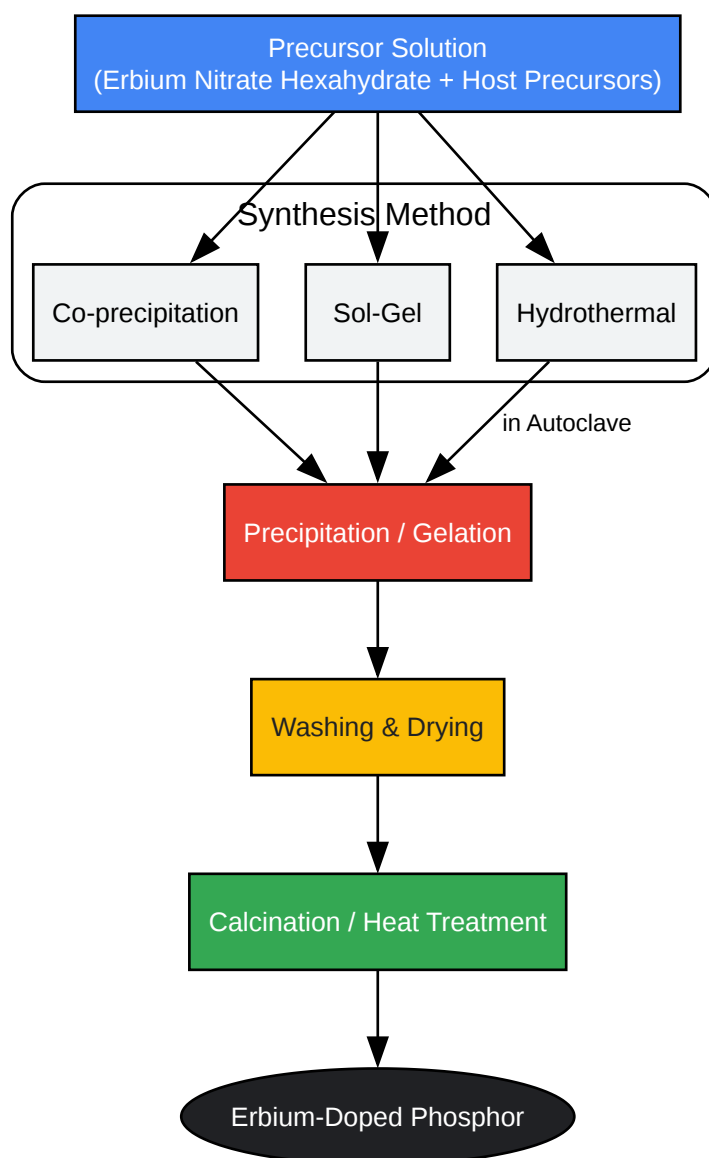 Precursor Solution
(Erbium Nitrate Hexahydrate + Host Precursors)
Synthesis Method
Co-precipitation
Sol-Gel
Hydrothermal
in Autoclave
Precipitation / Gelation
Washing & Drying
Calcination / Heat Treatment
Erbium-Doped Phosphor